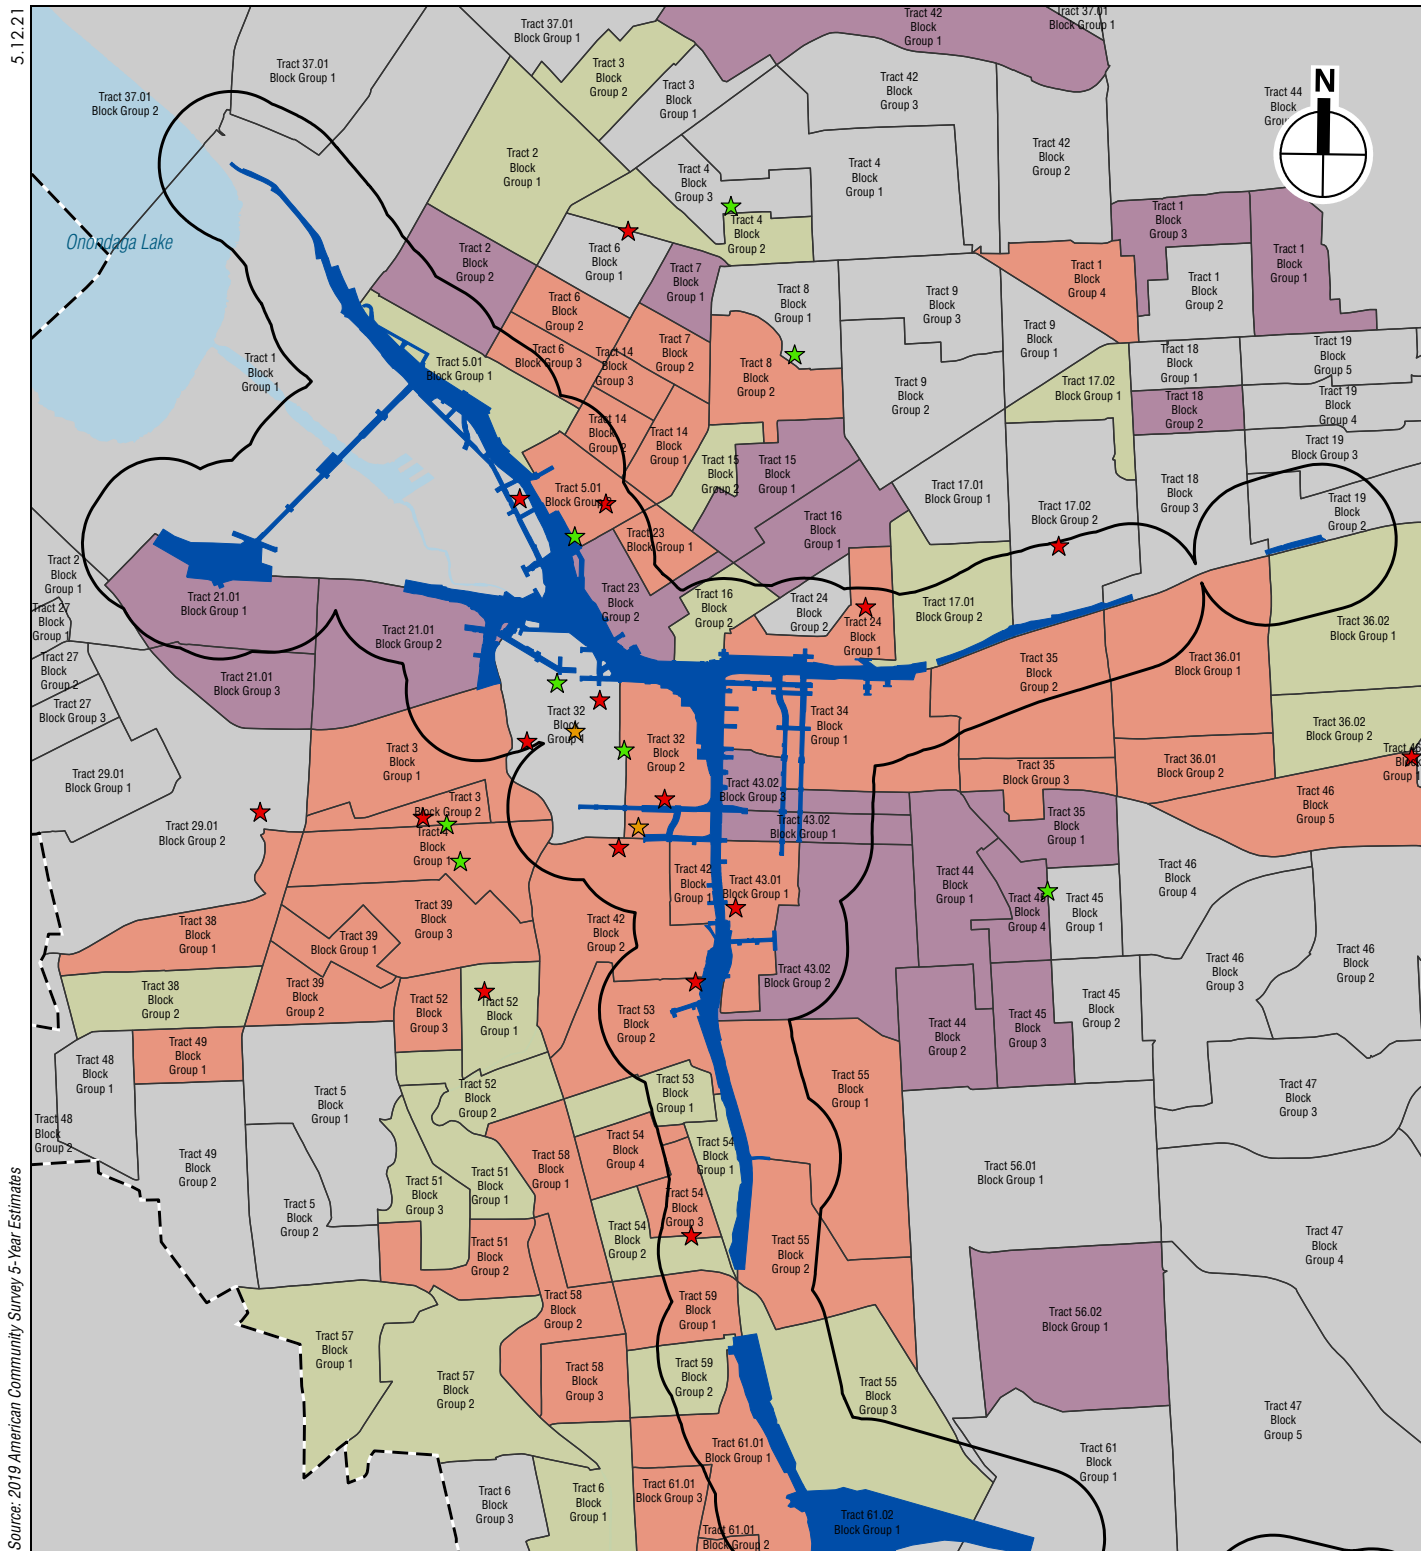 5.12.21
Source: 2019 American Community Survey 5- Year Estimates
N
Onondaga Lake
Tract 37.01
Block Group 1
Tract 42
Block
Group 1
Tract 37.01
Block Group 1
Tract 37.01
Block Group 1
Tract 37.01
Block Group 2
Tract 3
Block
Group 2
Tract 3
Block
Group 1
Tract 42
Block
Group 3
Tract 44
Block
Tract 42
Block
Group 2
Tract 2
Block
Group 1
Tract 4
Block
Group 3
Tract 4
Block
Group 1
Tract 4
Block
Group 2
Tract 1
Block
Group 3
Tract 2
Block
Group 2
Tract 6
Block
Group 1
Tract 7
Block
Group 1
Tract 1
Block
Group 4
Tract 1
Block
Group 2
Tract 1
Block
Group 1
Tract 6
Block
Group 2
Tract 8
Block
Group 1
Tract 9
Block
Group 3
Tract 9
Block
Group 1
Tract 1
Block
Group 1
Tract 5.01
Block Group 1
Tract 6
Block
Group 3
Tract 14
Block
Group 3
Tract 7
Block
Group 2
Tract 8
Block
Group 2
Tract 9
Block
Group 2
Tract 17.02
Block Group 1
Tract 18
Block
Group 1
Tract 19
Block
Group 5
Tract 18
Block
Group 2
Tract 19
Block
Group 4
Tract 14
Block
Group 2
Tract 14
Block
Group 1
Tract 15
Block
Group 2
Tract 15
Block
Group 1
Tract 19
Block
Group 3
Tract 5.01
Block Group
Tract 17.01
Block Group 1
Tract 17.02
Block Group 2
Tract 18
Block
Group 3
Tract 19
Block
Group 2
Tract 23
Block
Group 1
Tract 16
Block
Group 1
Tract 2
Block
Group 1
Tract 27
Block
Group 1
Tract 21.01
Block Group 1
Tract 23
Block
Group 2
Tract 16
Block
Group 2
Tract 24
Block
Group 2
Tract 24
Block
Group 1
Tract 17.01
Block Group 2
Tract 36.02
Block Group 1
Tract 21.01
Block Group 2
Tract 27
Block
Group 2
Tract 21.01
Block Group 3
Tract 35
Block
Group 2
Tract 36.01
Block Group 1
Tract 27
Block
Group 3
Tract 32
Block
Group 1
Tract 34
Block
Group 1
Tract 36.02
Block Group 2
Tract 3
Block
Group 1
Tract 32
Block
Group 2
Tract 29.01
Block Group 1
Tract 35
Block
Group 3
Tract 36.01
Block Group 2
Tract 46
Block
Group 1
Tract 43.02
Block Group 3
Tract 3
Block
Group 2
Tract 46
Block
Group 5
Tract 29.01
Block Group 2
Tract 4
Block
Group 1
Tract 43.02
Block Group 1
Tract 35
Block
Group 1
Tract 42
Block
Group 1
Tract 43.01
Block Group 1
Tract 44
Block
Group 1
Tract 46
Block
Group 4
Tract 45
Block
Group 4
Tract 45
Block
Group 1
Tract 38
Block
Group 1
Tract 39
Block
Group 1
Tract 39
Block
Group 3
Tract 42
Block
Group 2
Tract 43.02
Block Group 2
Tract 46
Block
Group 3
Tract 46
Block
Group 2
Tract 38
Block
Group 2
Tract 39
Block
Group 2
Tract 52
Block
Group 3
Tract 52
Block
Group 1
Tract 53
Block
Group 2
Tract 44
Block
Group 2
Tract 45
Block
Group 3
Tract 45
Block
Group 2
Tract 48
Block
Group 1
Tract 49
Block
Group 1
Tract 5
Block
Group 1
Tract 52
Block
Group 2
Tract 53
Block
Group 1
Tract 55
Block
Group 1
Tract 47
Block
Group 3
Tract 48
Block
Group 2
Tract 49
Block
Group 2
Tract 54
Block
Group 4
Tract 54
Block
Group 1
Tract 58
Block
Group 1
Tract 51
Block
Group 1
Tract 51
Block
Group 3
Tract 56.01
Block Group 1
Tract 5
Block
Group 2
Tract 54
Block
Group 3
Tract 54
Block
Group 2
Tract 51
Block
Group 2
Tract 55
Block
Group 2
Tract 47
Block
Group 4
Tract 58
Block
Group 2
Tract 59
Block
Group 1
Tract 56.02
Block Group 1
Tract 57
Block
Group 1
Tract 57
Block
Group 2
Tract 58
Block
Group 3
Tract 59
Block
Group 2
Tract 55
Block
Group 3
Tract 47
Block
Group 5
Tract 61.01
Block Group 1
Tract 61
Block
Group 1
Tract 6
Block
Group 3
Tract 6
Block
Group 1
Tract 61.01
Block Group 3
Tract 61.01
Block Group 2
Tract 61.02
Block Group 1